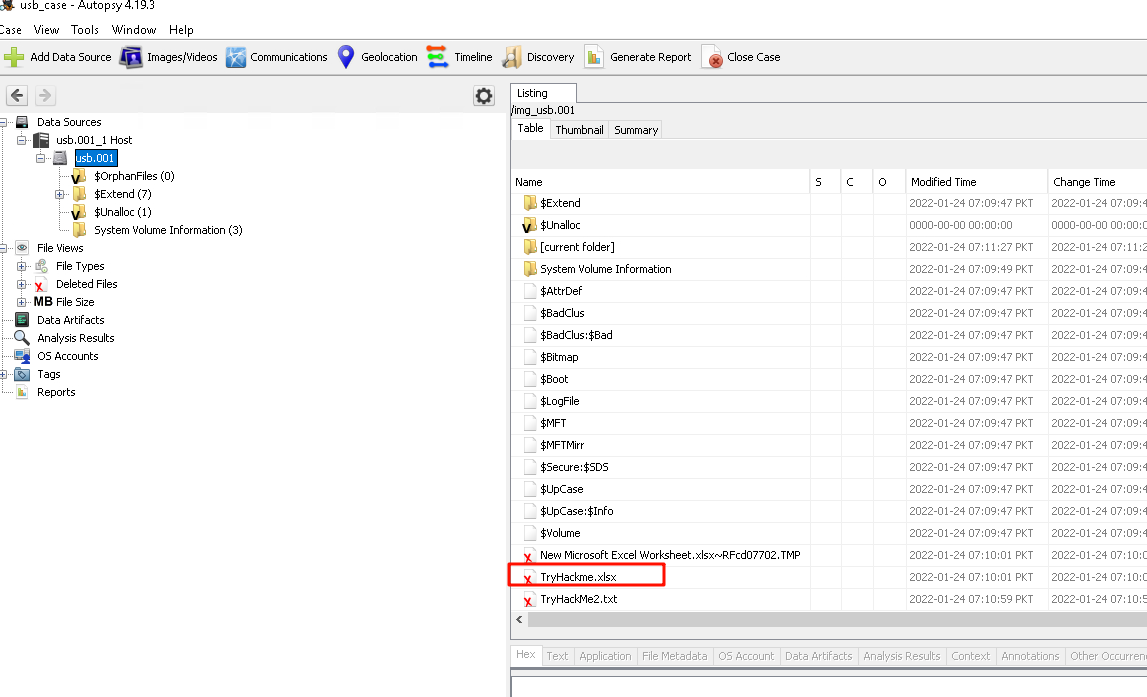 usb_case - Autopsy 4.19.3
Case View Tools Window Help
Add Data Source Images/Videos Communications Geolocation Timeline Discovery Generate Report Close Case
Listing
/img_usb.001
Table Thumbnail Summary
Data Sources
usb.001_1 Host
usb.001
$OrphanFiles (0)
$Extend (7)
$Unalloc (1)
System Volume Information (3)
File Views
File Types
Deleted Files
MB File Size
Data Artifacts
Analysis Results
OS Accounts
Tags
Reports
Name S C O Modified Time Change Time
$Extend 2022-01-24 07:09:47 PKT 2022-01-24 07:09:4
$Unalloc 0000-00-00 00:00:00 0000-00-00 00:00:0
[current folder] 2022-01-24 07:11:27 PKT 2022-01-24 07:11:2
System Volume Information 2022-01-24 07:09:49 PKT 2022-01-24 07:09:4
$AttrDef 2022-01-24 07:09:47 PKT 2022-01-24 07:09:4
$BadClus 2022-01-24 07:09:47 PKT 2022-01-24 07:09:4
$BadClus:$Bad 2022-01-24 07:09:47 PKT 2022-01-24 07:09:4
$Bitmap 2022-01-24 07:09:47 PKT 2022-01-24 07:09:4
$Boot 2022-01-24 07:09:47 PKT 2022-01-24 07:09:4
$LogFile 2022-01-24 07:09:47 PKT 2022-01-24 07:09:4
$MFT 2022-01-24 07:09:47 PKT 2022-01-24 07:09:4
$MFTMirr 2022-01-24 07:09:47 PKT 2022-01-24 07:09:4
$Secure:$SDS 2022-01-24 07:09:47 PKT 2022-01-24 07:09:4
$UpCase 2022-01-24 07:09:47 PKT 2022-01-24 07:09:4
$UpCase:$Info 2022-01-24 07:09:47 PKT 2022-01-24 07:09:4
$Volume 2022-01-24 07:09:47 PKT 2022-01-24 07:09:4
New Microsoft Excel Worksheet.xlsx~RFcd07702.TMP 2022-01-24 07:10:01 PKT 2022-01-24 07:10:0
TryHackme.xlsx 2022-01-24 07:10:01 PKT 2022-01-24 07:10:0
TryHackMe2.txt 2022-01-24 07:10:59 PKT 2022-01-24 07:10:5
Hex Text Application File Metadata OS Account Data Artifacts Analysis Results Context Annotations Other Occurren